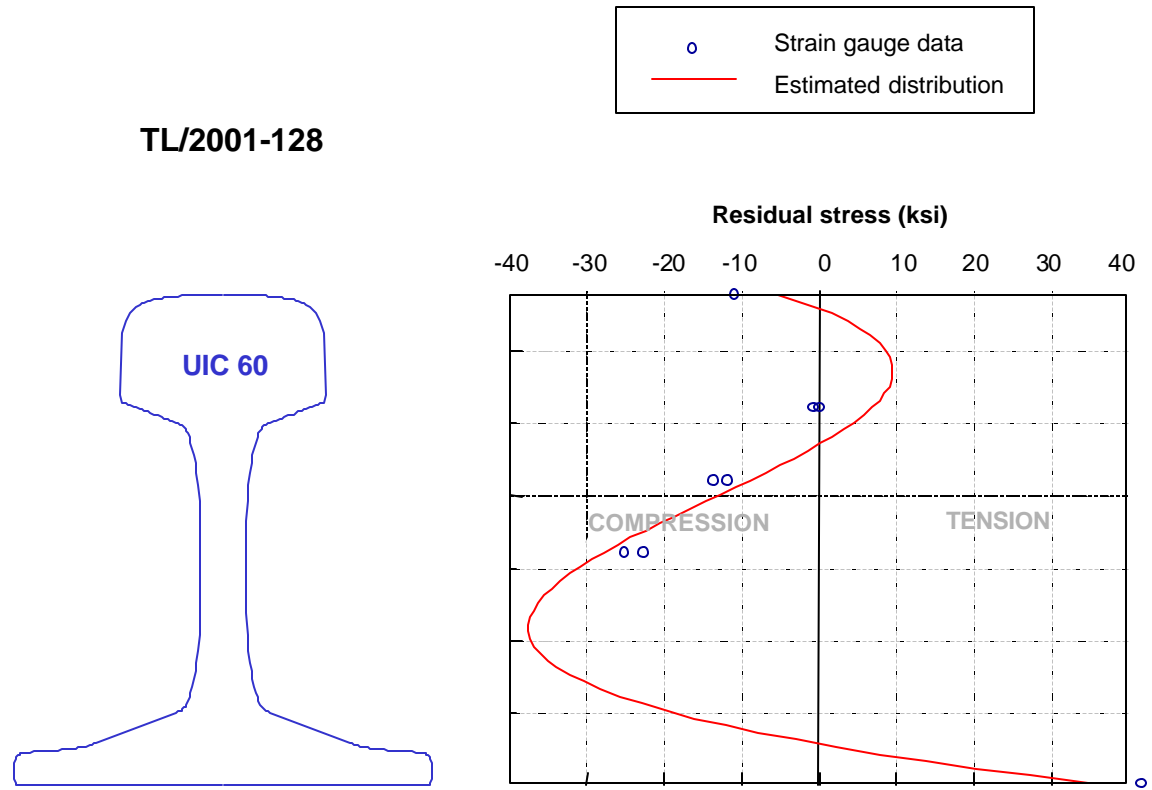 Strain gauge data
Estimated distribution
TL/2001-128
Residual stress (ksi)
-40 -30 -20 -10 0 10 20 30 40
UIC 60
COMPRESSION TENSION